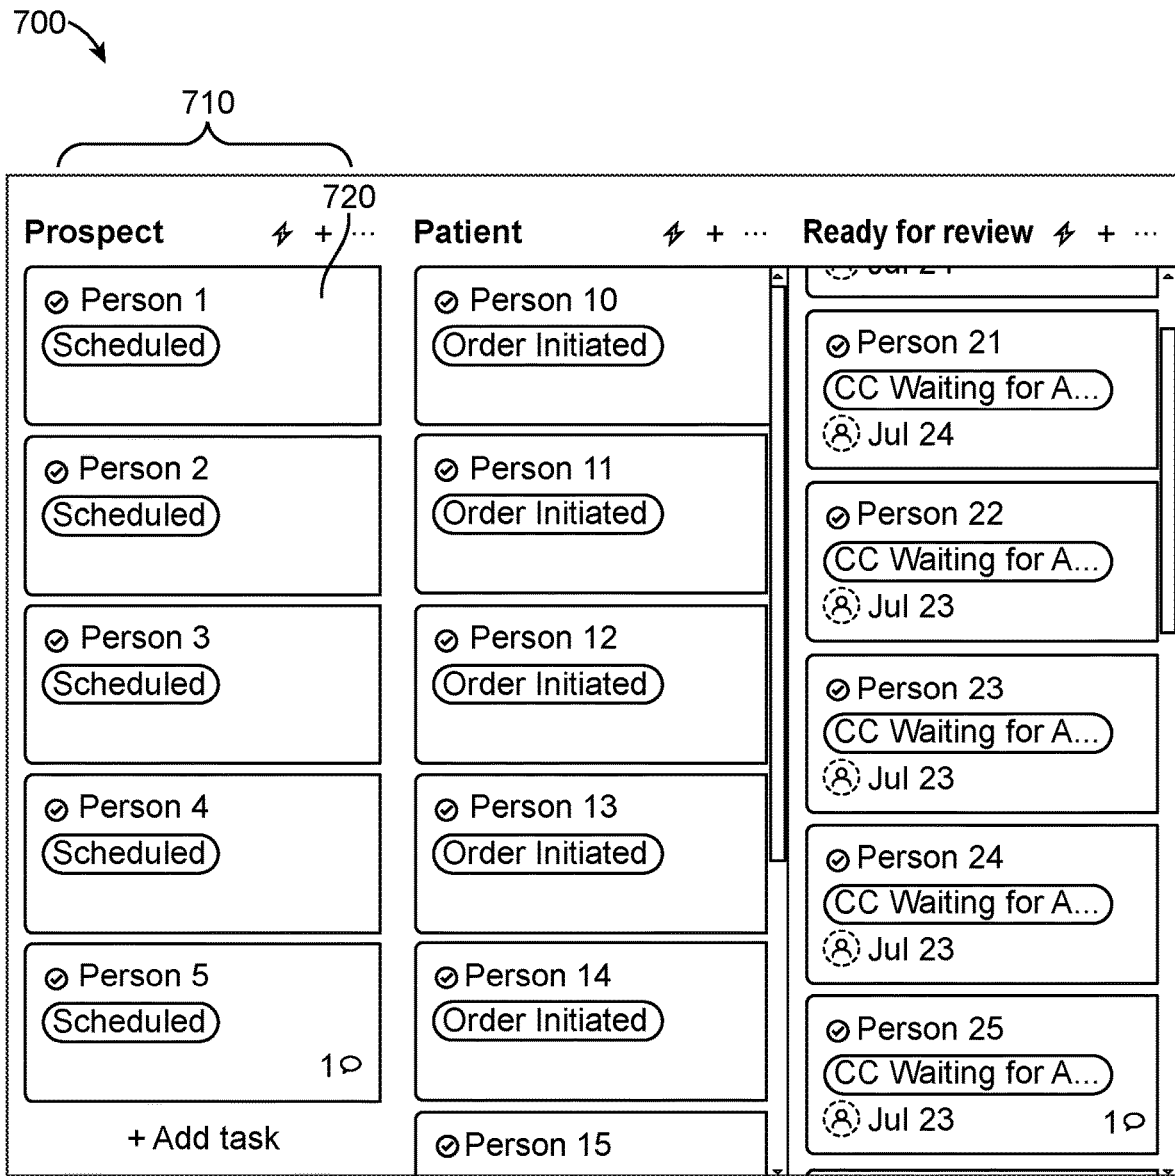 700
710
720
Prospect + ...
Person 1
Scheduled
Person 2
Scheduled
Person 3
Scheduled
Person 4
Scheduled
Person 5
Scheduled
1
+ Add task
Patient + ...
Person 10
Order Initiated
Person 11
Order Initiated
Person 12
Order Initiated
Person 13
Order Initiated
Person 14
Order Initiated
Person 15
Ready for review + ...
Jul 24
Person 21
CC Waiting for A...
Jul 24
Person 22
CC Waiting for A...
Jul 23
Person 23
CC Waiting for A...
Jul 23
Person 24
CC Waiting for A...
Jul 23
Person 25
CC Waiting for A...
Jul 23
1